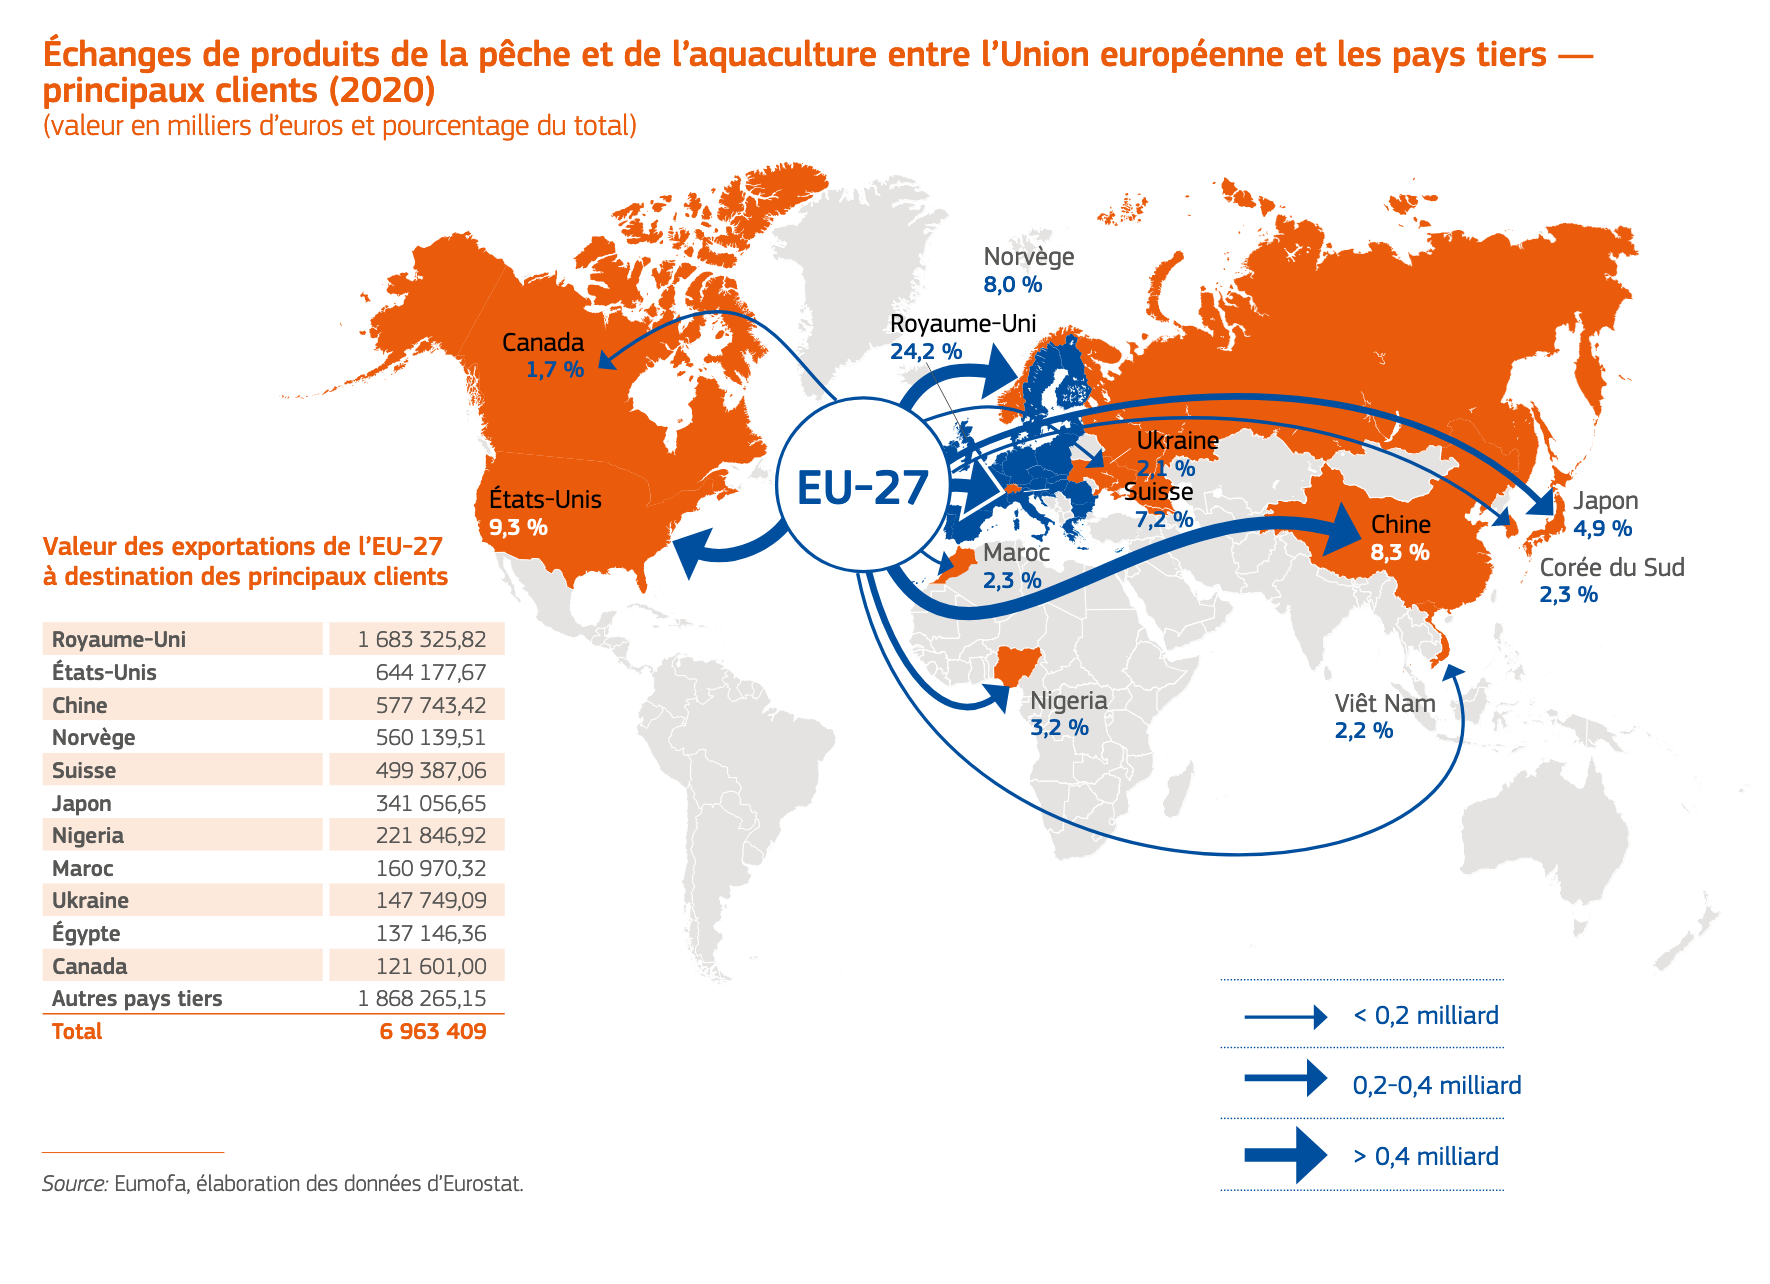 Échanges de produits de la pêche et de l'aquaculture entre l'Union européenne et les pays tiers —
principaux clients (2020)
(valeur en milliers d'euros et pourcentage du total)
Norvège
8,0 %
Royaume-Uni
24,2 %
Canada
1,7 %
EU-27
Ukraine
2,1 %
Suisse
7,2 %
États-Unis
9,3 %
Japon
4,9 %
Chine
8,3 %
Corée du Sud
2,3 %
Maroc
2,3 %
Nigeria
3,2 %
Viêt Nam
2,2 %
Valeur des exportations de l'EU-27
à destination des principaux clients
Royaume-Uni 1 683 325,82
États-Unis 644 177,67
Chine 577 743,42
Norvège 560 139,51
Suisse 499 387,06
Japon 341 056,65
Nigeria 221 846,92
Maroc 160 970,32
Ukraine 147 749,09
Égypte 137 146,36
Canada 121 601,00
Autres pays tiers 1 868 265,15
Total 6 963 409
< 0,2 milliard
0,2-0,4 milliard
> 0,4 milliard
Source: Eumofa, élaboration des données d'Eurostat.